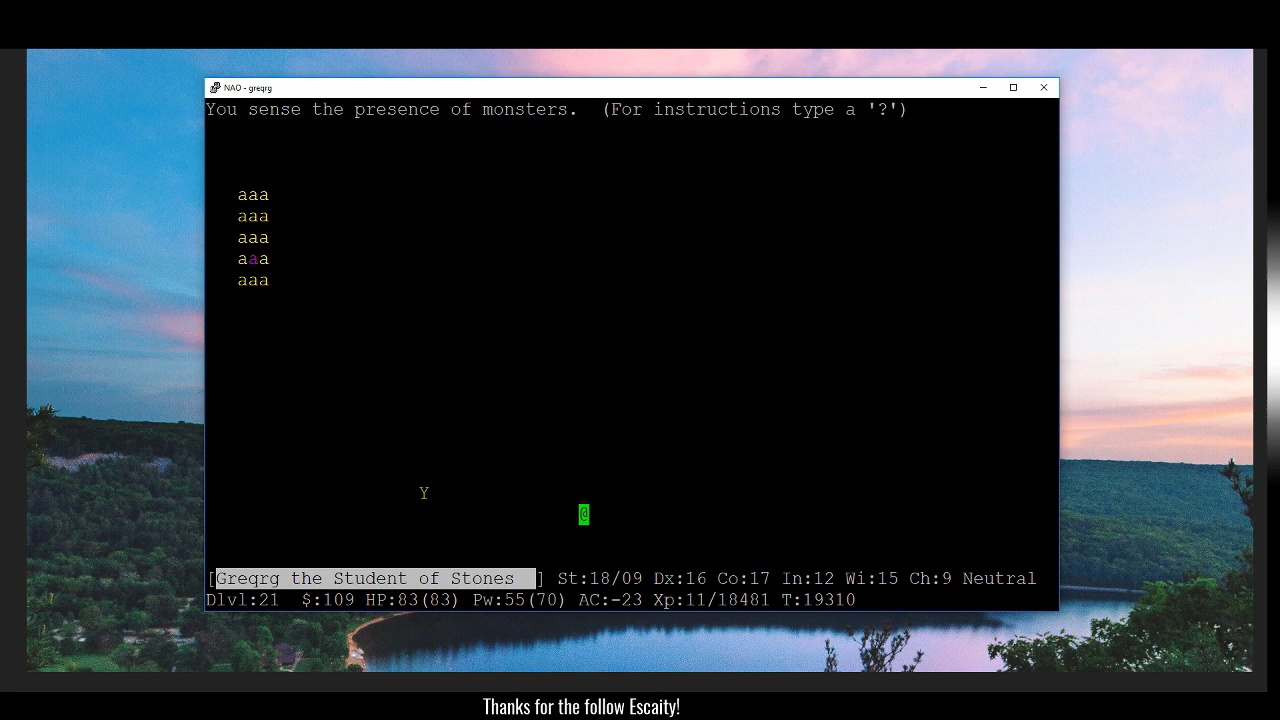 NAO - greqrg
You sense the presence of monsters.  (For instructions type a '?')
aaa
aaa
aaa
aaa
aaa
Y
@
[Greqrg the Student of Stones  ] St:18/09 Dx:16 Co:17 In:12 Wi:15 Ch:9 Neutral
Dlvl:21  $:109 HP:83(83) Pw:55(70) AC:-23 Xp:11/18481 T:19310
Thanks for the follow Escaity!